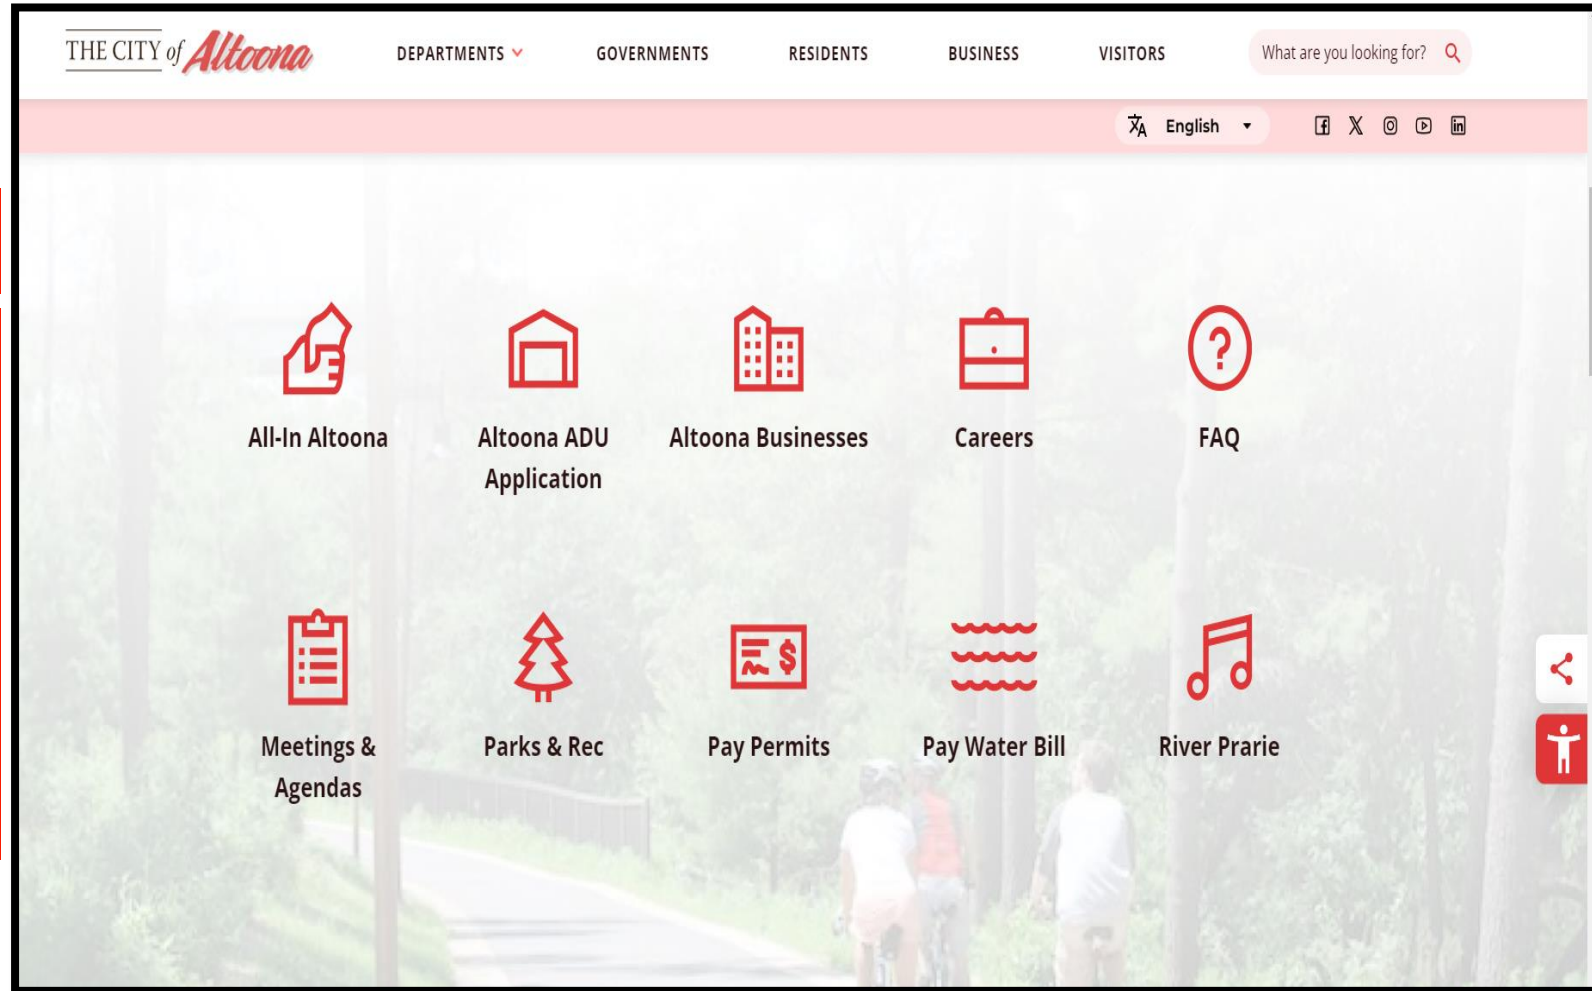 THE CITY of Altoona
DEPARTMENTS
GOVERNMENTS
RESIDENTS
BUSINESS
VISITORS
What are you looking for?
English
All-In Altoona
Altoona ADU
Application
Altoona Businesses
Careers
FAQ
Meetings &
Agendas
Parks & Rec
Pay Permits
Pay Water Bill
River Prarie